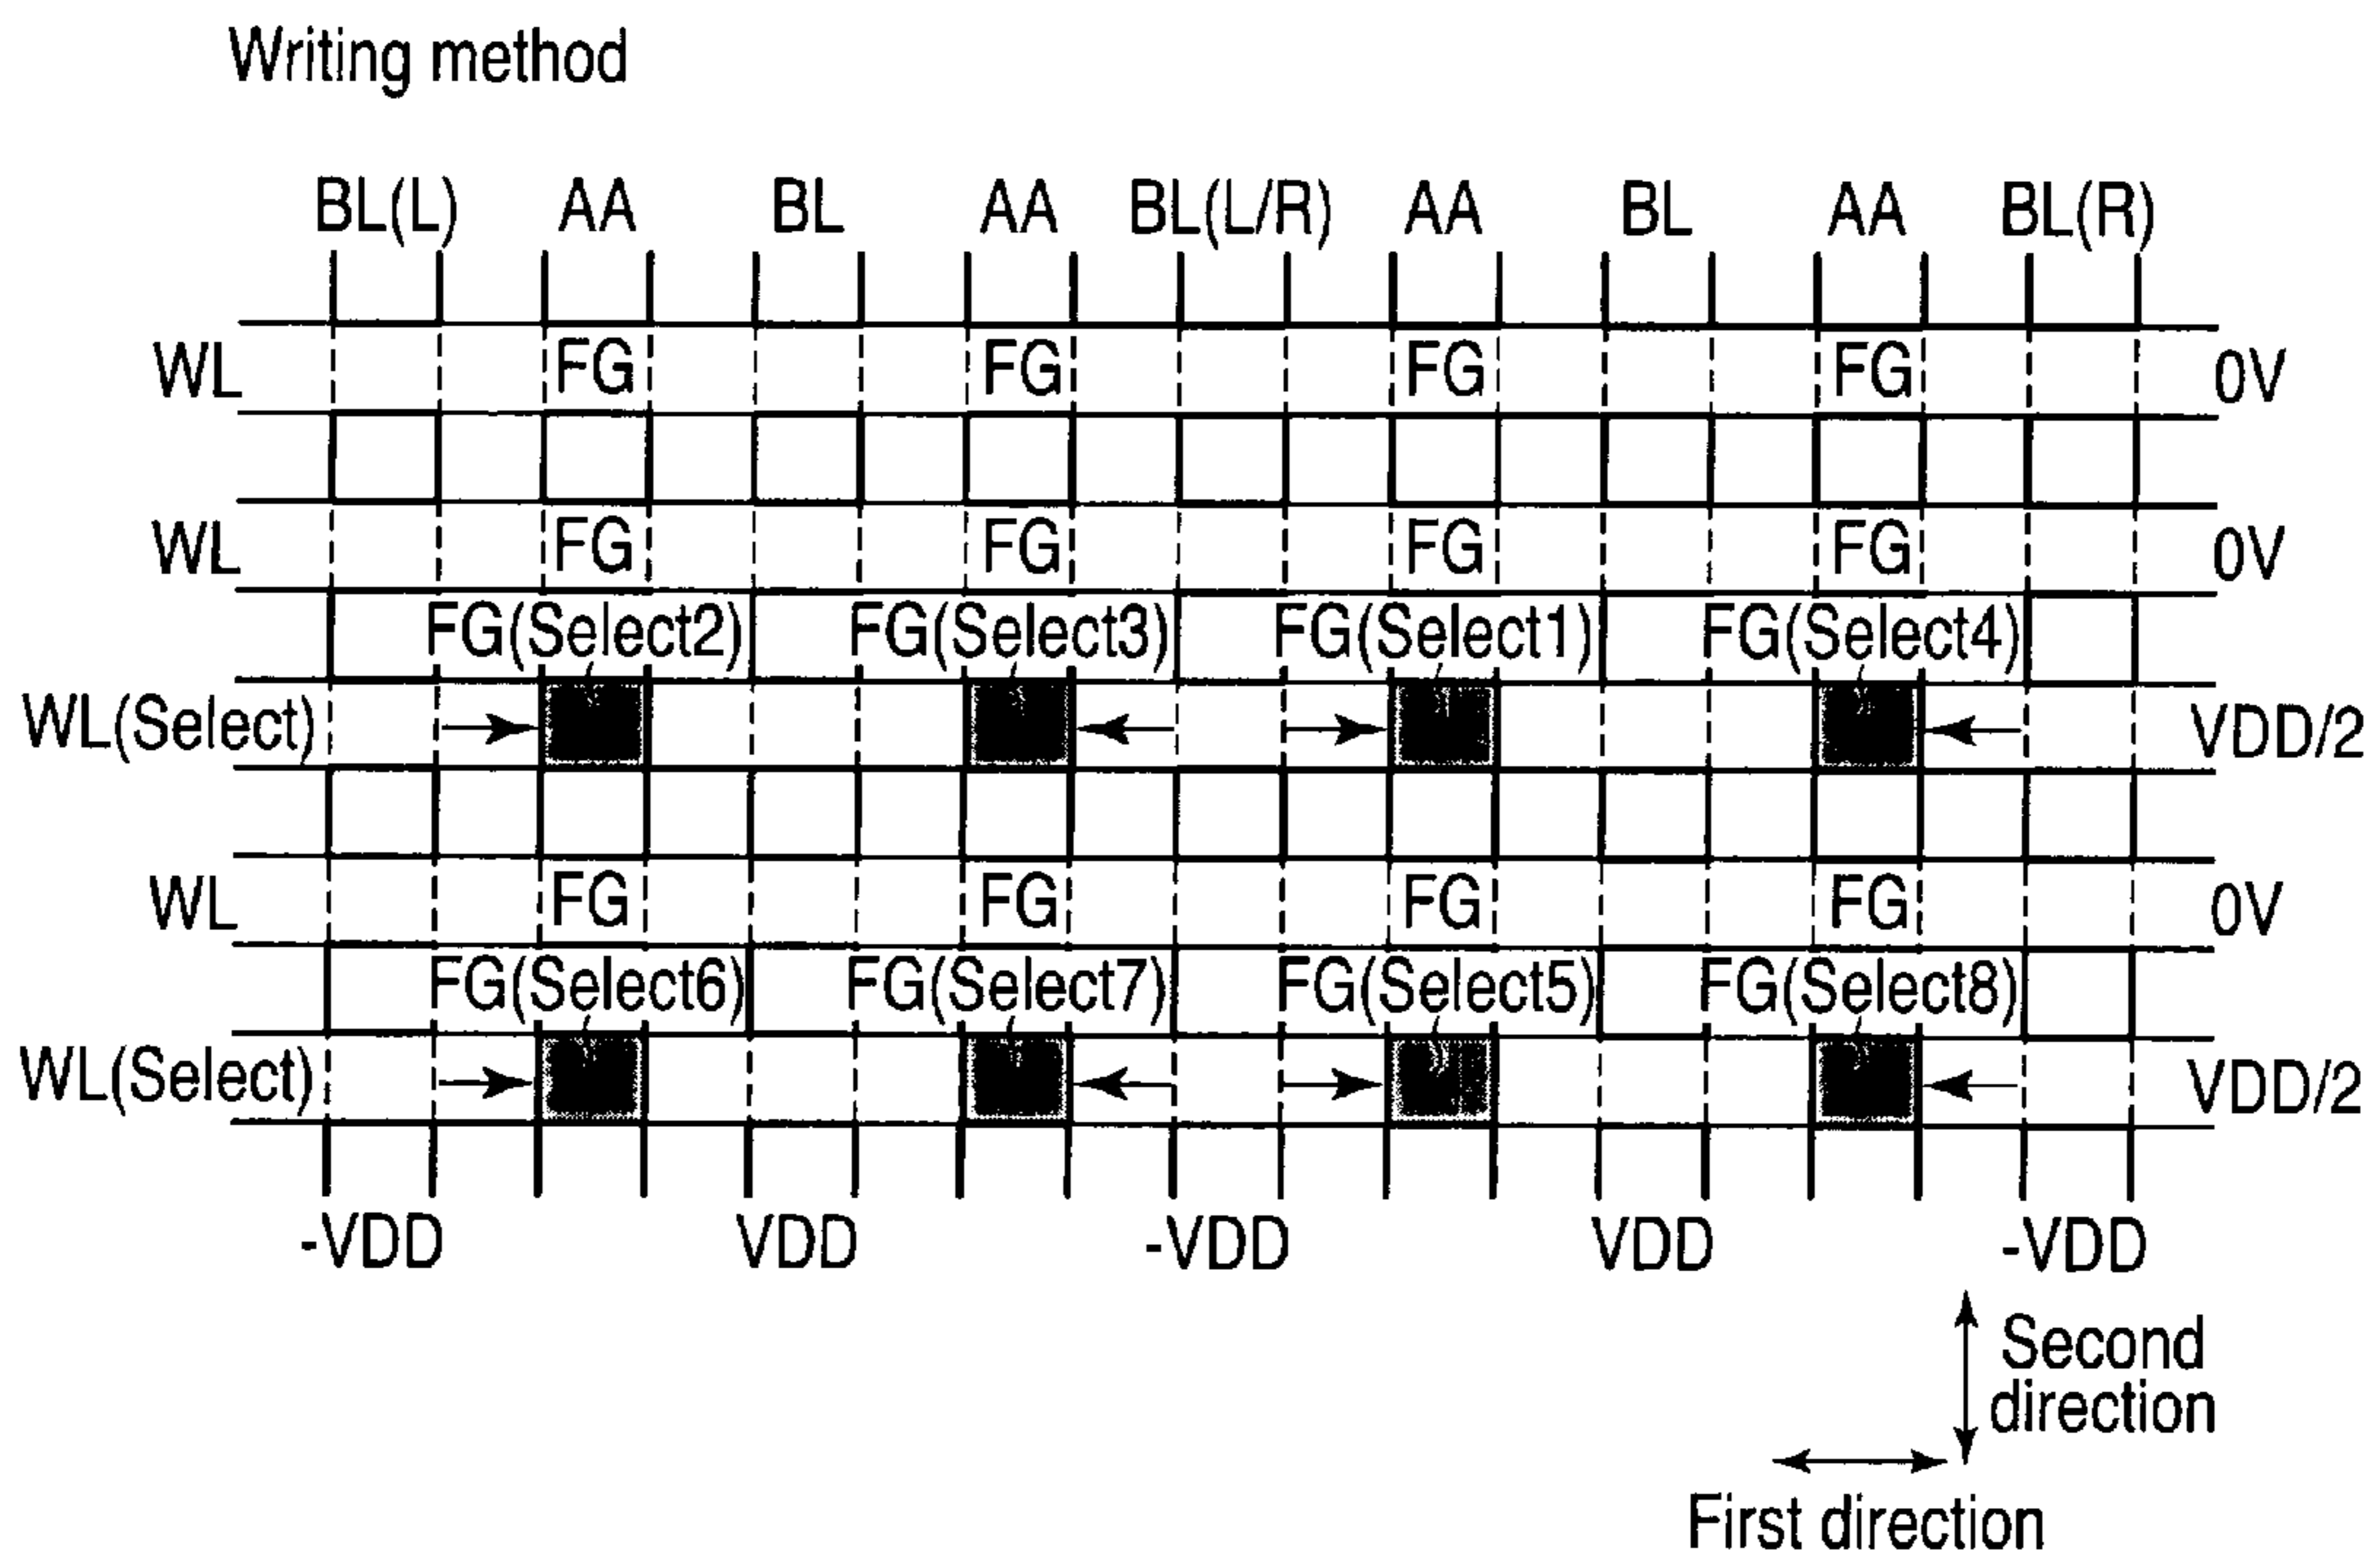 Writing method
BL(L) AA BL AA BL(L/R) AA BL AA BL(R)
WL FG FG FG FG 0V
WL FG FG FG FG 0V
FG(Select2) FG(Select3) FG(Select1) FG(Select4)
WL(Select) VDD/2
WL FG FG FG FG 0V
FG(Select6) FG(Select7) FG(Select5) FG(Select8)
WL(Select) VDD/2
-VDD VDD -VDD VDD -VDD
Second
direction
First direction